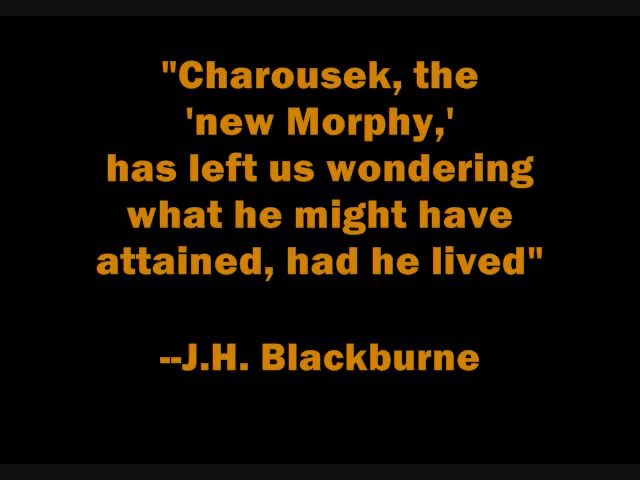 "Charousek, the
'new Morphy,'
has left us wondering
what he might have
attained, had he lived"
--J.H. Blackburne